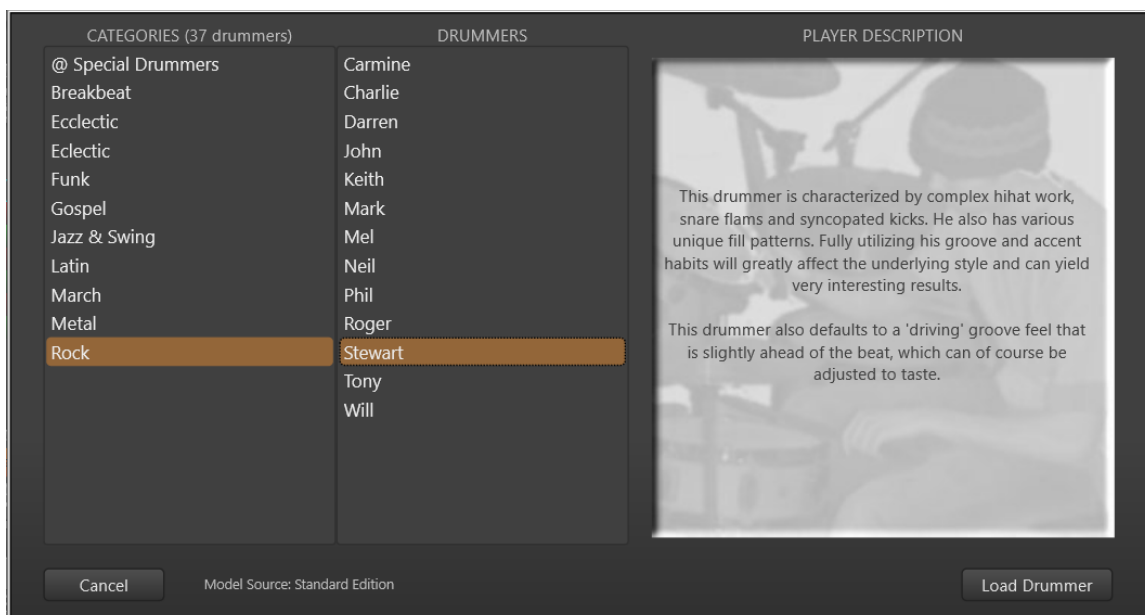 CATEGORIES (37 drummers)
@ Special Drummers
Breakbeat
Ecclectic
Eclectic
Funk
Gospel
Jazz & Swing
Latin
March
Metal
Rock
DRUMMERS
Carmine
Charlie
Darren
John
Keith
Mark
Mel
Neil
Phil
Roger
Stewart
Tony
Will
PLAYER DESCRIPTION
This drummer is characterized by complex hihat work,
snare flams and syncopated kicks. He also has various
unique fill patterns. Fully utilizing his groove and accent
habits will greatly affect the underlying style and can yield
very interesting results.
This drummer also defaults to a 'driving' groove feel that
is slightly ahead of the beat, which can of course be
adjusted to taste.
Cancel
Model Source: Standard Edition
Load Drummer